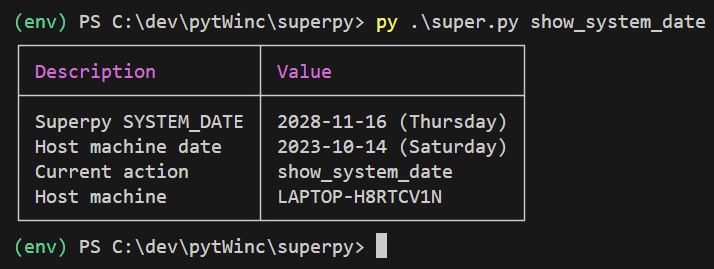 (env) PS C:\dev\pytWinc\superpy> py .\super.py show_system_date
Description Value
Superpy SYSTEM_DATE 2028-11-16 (Thursday)
Host machine date 2023-10-14 (Saturday)
Current action show_system_date
Host machine LAPTOP-H8RTCV1N
(env) PS C:\dev\pytWinc\superpy>